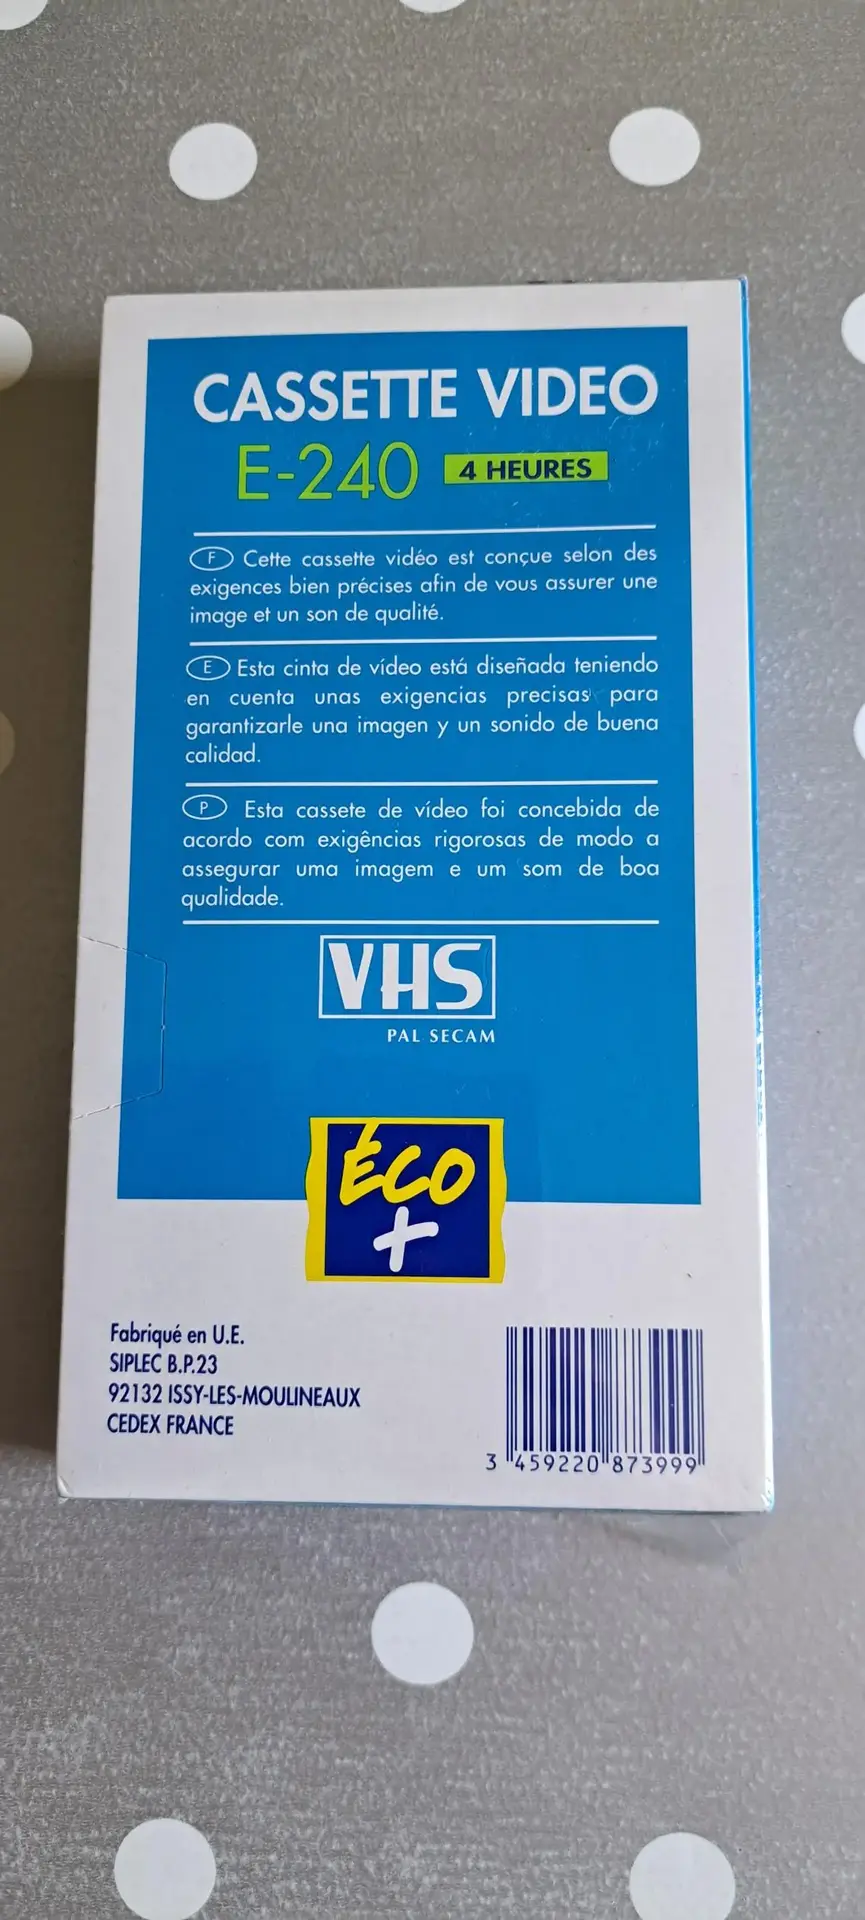 CASSETTE VIDEO
E-240 4 HEURES
F Cette cassette vidéo est conçue selon des
exigences bien précises afin de vous assurer une
image et un son de qualité.
E Esta cinta de vídeo está diseñada teniendo
en cuenta unas exigencias precisas para
garantizarle una imagen y un sonido de buena
calidad.
P Esta cassete de vídeo foi concebida de
acordo com exigências rigorosas de modo a
assegurar uma imagem e um som de boa
qualidade.
VHS
PAL SECAM
ÉCO
+
Fabriqué en U.E.
SIPLEC B.P.23
92132 ISSY-LES-MOULINEAUX
CEDEX FRANCE
3 459220 873999